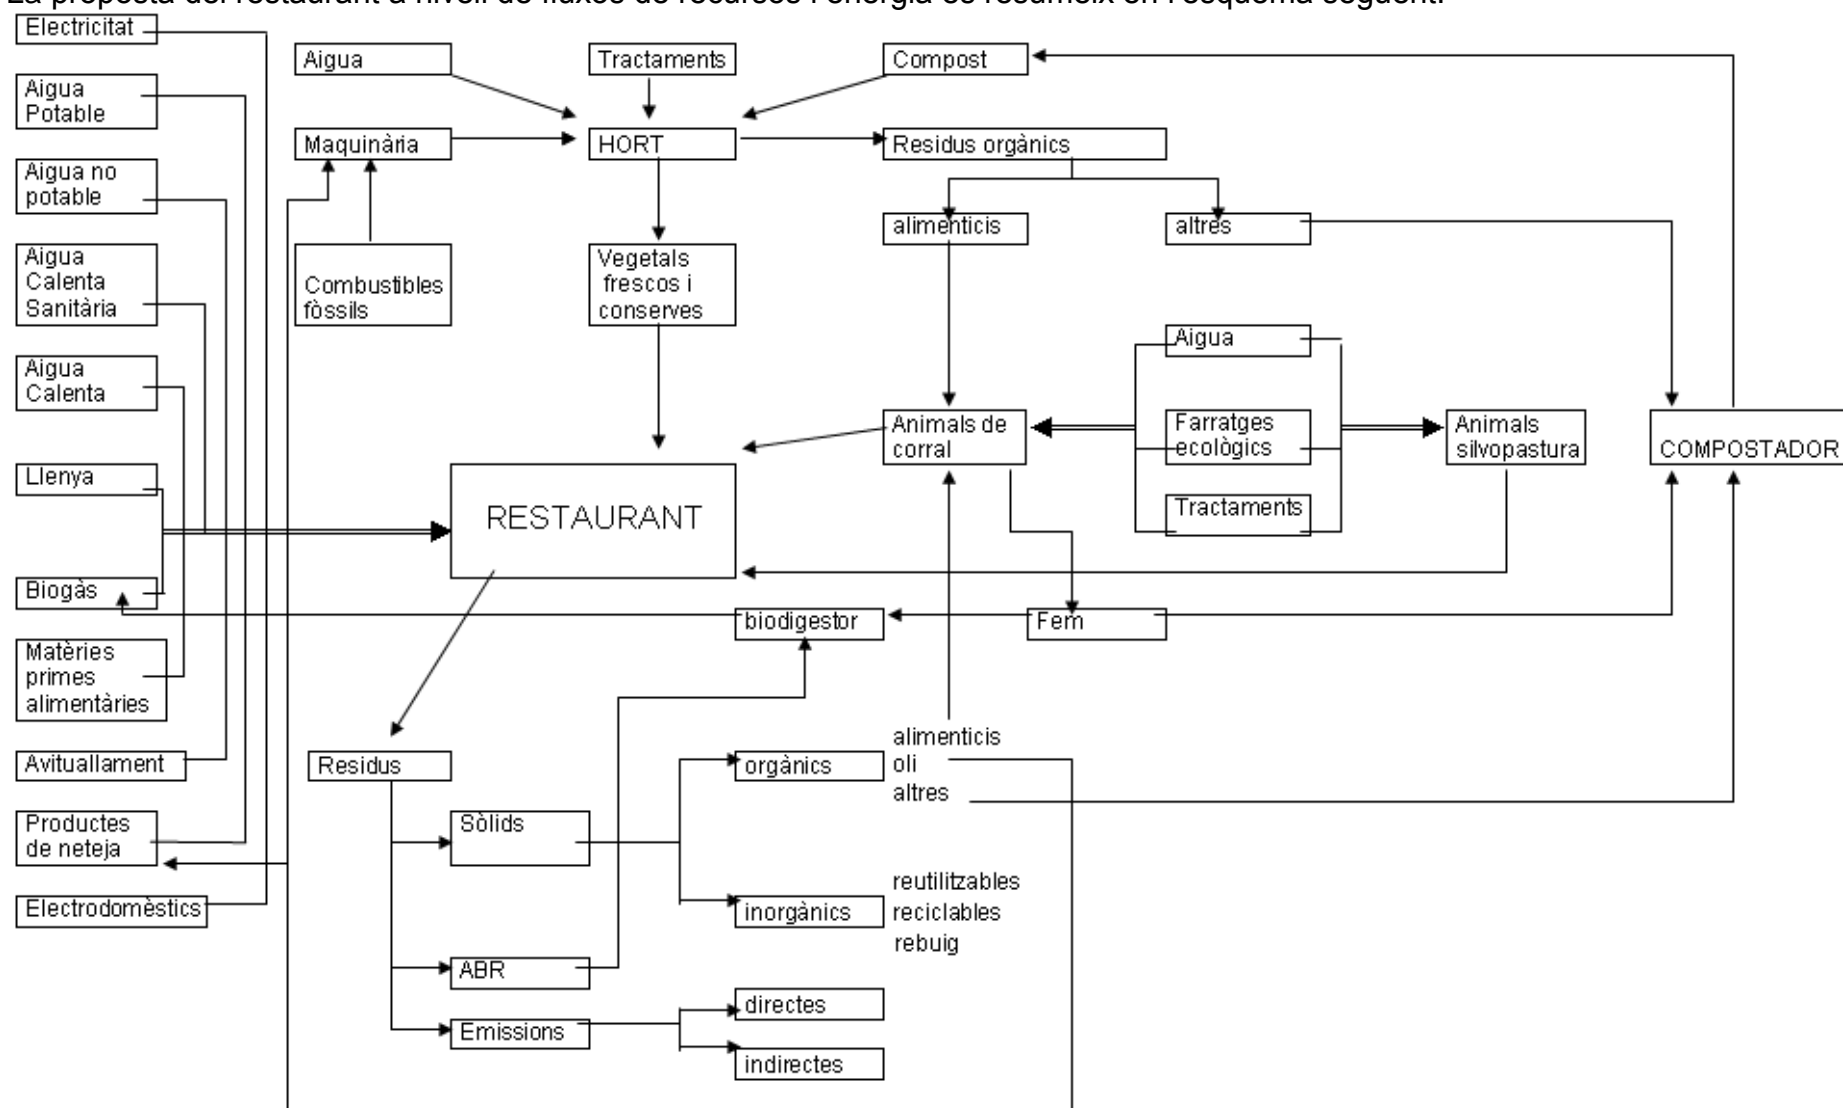 La proposta del restaurant a nivell de fluxes de recursos i energia es resumeix en l'esquema següent:
Electricitat
Aigua
Potable
Aigua no
potable
Aigua
Calenta
Sanitària
Aigua
Calenta
Llenya
Biogàs
Matèries
primes
alimentàries
Avituallament
Productes
de neteja
Electrodomèstics
Aigua
Tractaments
Compost
Maquinària
HORT
Residus orgànics
alimenticis
altres
Combustibles
fòssils
Vegetals
frescos i
conserves
Aigua
Farratges
ecològics
Tractaments
Animals de
corral
Animals
silvopastura
COMPOSTADOR
RESTAURANT
biodigestor
Fem
Residus
Sòlids
ABR
Emissions
orgànics
alimenticis
oli
altres
inorgànics
reutilitzables
reciclables
rebuig
directes
indirectes